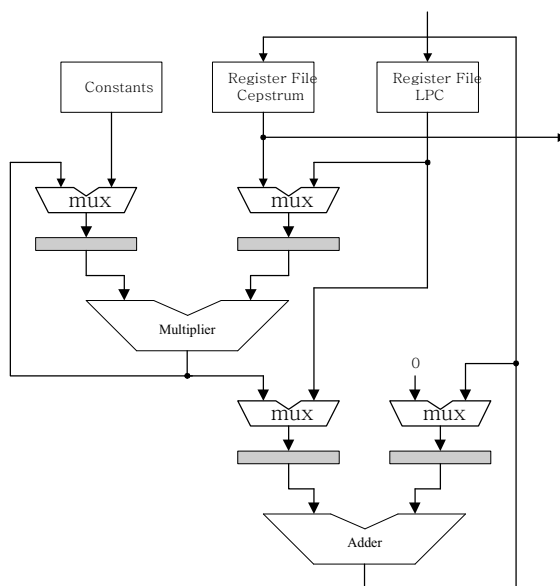 Constants
Register File
Cepstrum
Register File
LPC
mux
mux
Multiplier
0
mux
mux
Adder